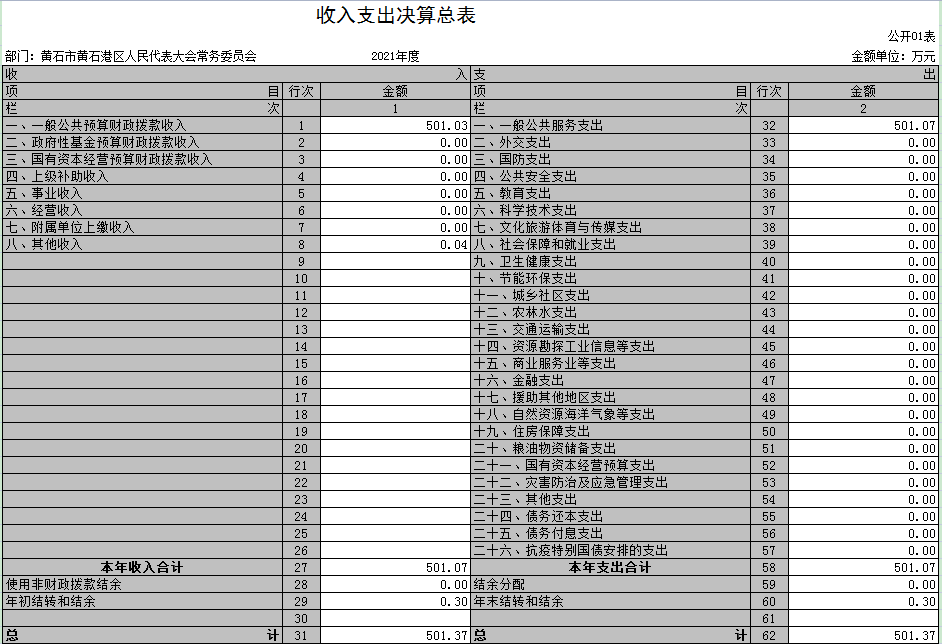 收入支出决算总表
公开01表
部门：黄石市黄石港区人民代表大会常务委员会 2021年度 金额单位：万元
收 入 支 出
项 目 行次 金额 项 目 行次 金额
栏 次 1 栏 次 2
一、一般公共预算财政拨款收入 1 501.03 一、一般公共服务支出 32 501.07
二、政府性基金预算财政拨款收入 2 0.00 二、外交支出 33 0.00
三、国有资本经营预算财政拨款收入 3 0.00 三、国防支出 34 0.00
四、上级补助收入 4 0.00 四、公共安全支出 35 0.00
五、事业收入 5 0.00 五、教育支出 36 0.00
六、经营收入 6 0.00 六、科学技术支出 37 0.00
七、附属单位上缴收入 7 0.00 七、文化旅游体育与传媒支出 38 0.00
八、其他收入 8 0.04 八、社会保障和就业支出 39 0.00
9 九、卫生健康支出 40 0.00
10 十、节能环保支出 41 0.00
11 十一、城乡社区支出 42 0.00
12 十二、农林水支出 43 0.00
13 十三、交通运输支出 44 0.00
14 十四、资源勘探工业信息等支出 45 0.00
15 十五、商业服务业等支出 46 0.00
16 十六、金融支出 47 0.00
17 十七、援助其他地区支出 48 0.00
18 十八、自然资源海洋气象等支出 49 0.00
19 十九、住房保障支出 50 0.00
20 二十、粮油物资储备支出 51 0.00
21 二十一、国有资本经营预算支出 52 0.00
22 二十二、灾害防治及应急管理支出 53 0.00
23 二十三、其他支出 54 0.00
24 二十四、债务还本支出 55 0.00
25 二十五、债务付息支出 56 0.00
26 二十六、抗疫特别国债安排的支出 57 0.00
本年收入合计 27 501.07 本年支出合计 58 501.07
使用非财政拨款结余 28 0.00 结余分配 59 0.00
年初结转和结余 29 0.30 年末结转和结余 60 0.30
30 61
总 计 31 501.37 总 计 62 501.37